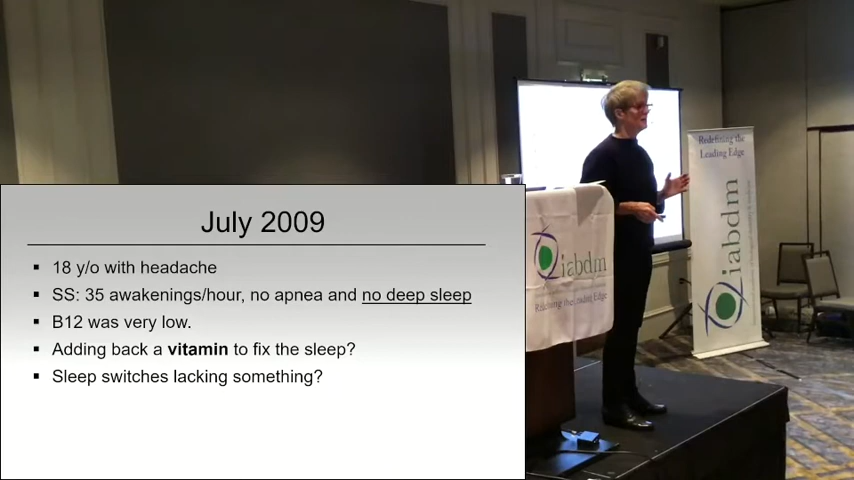 July 2009
▪ 18 y/o with headache
▪ SS: 35 awakenings/hour, no apnea and no deep sleep
▪ B12 was very low.
▪ Adding back a vitamin to fix the sleep?
▪ Sleep switches lacking something?
iabdm
Redefining the Leading Edge
Redefining the
Leading Edge
iabdm